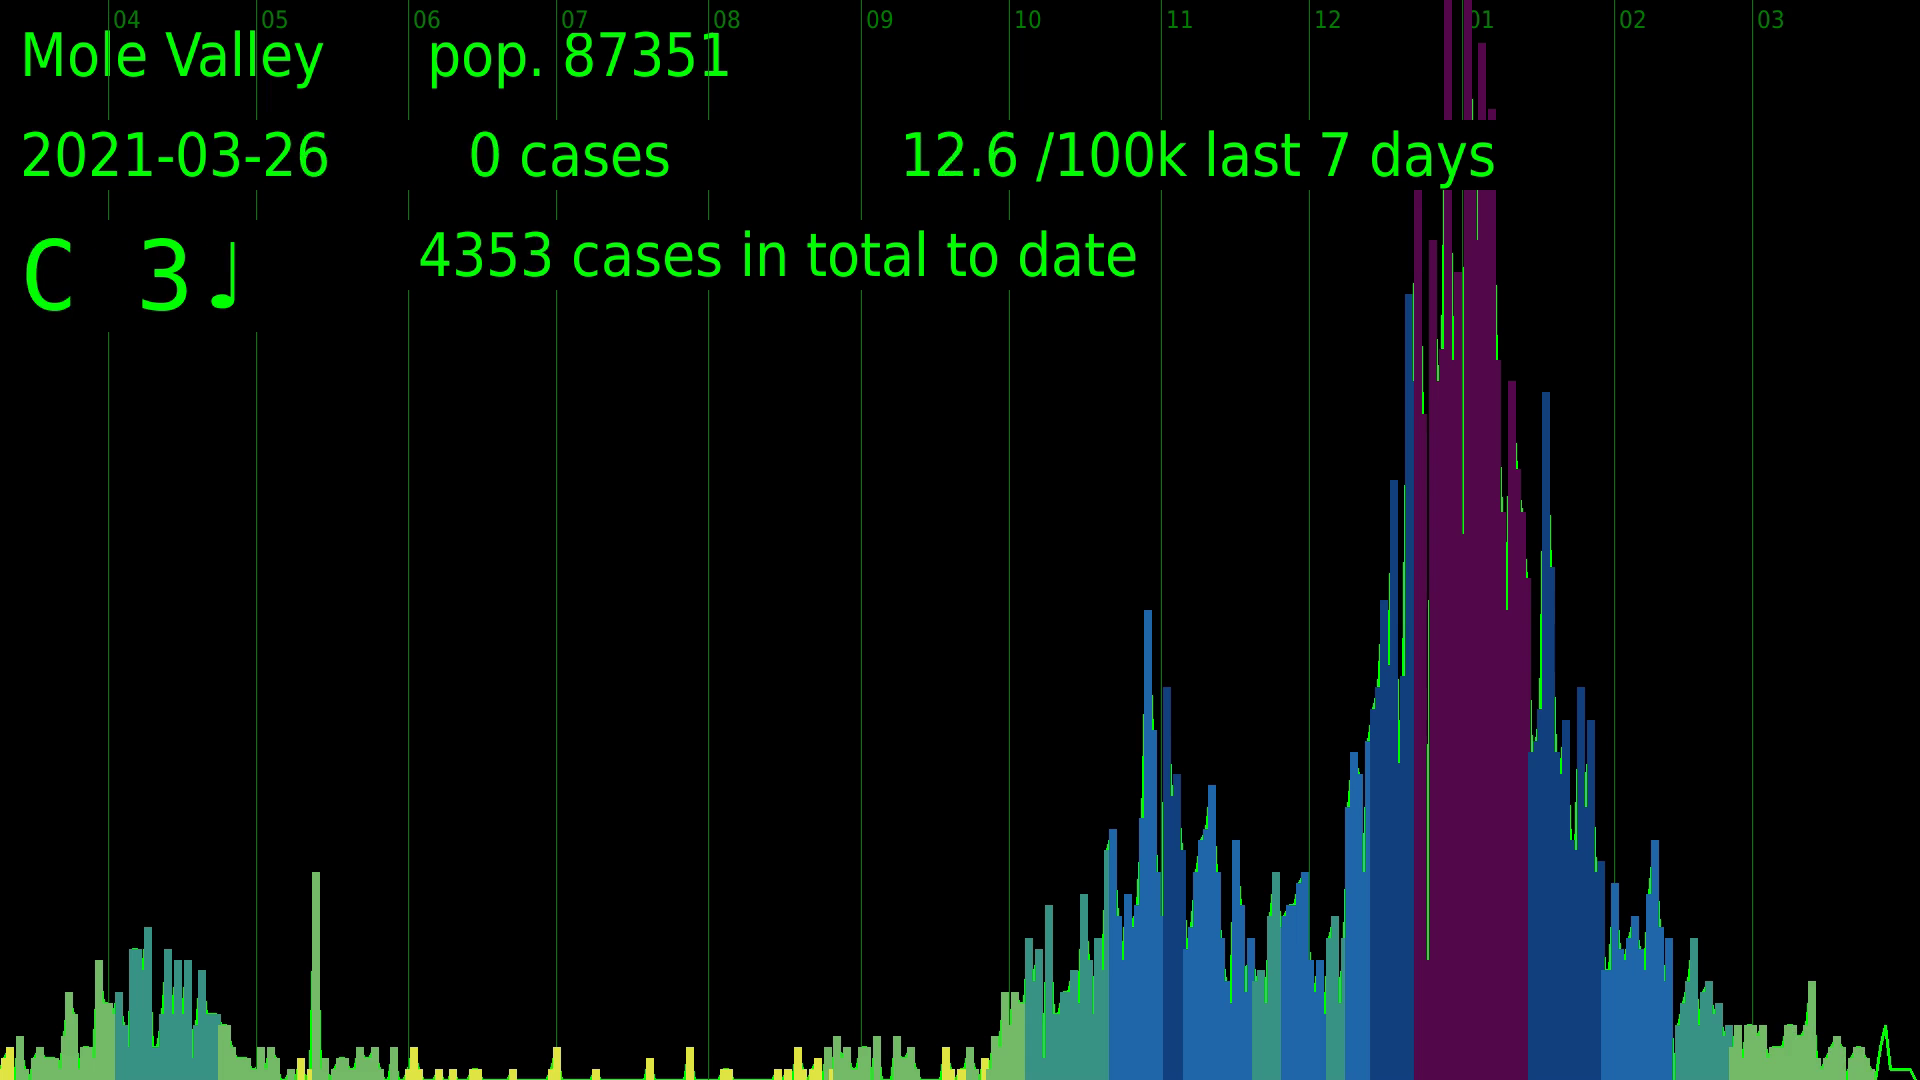 04 05 06 07 08 09 10 11 12 01 02 03
Mole Valley pop. 87351
2021-03-26 0 cases 12.6 /100k last 7 days
C 3♩ 4353 cases in total to date